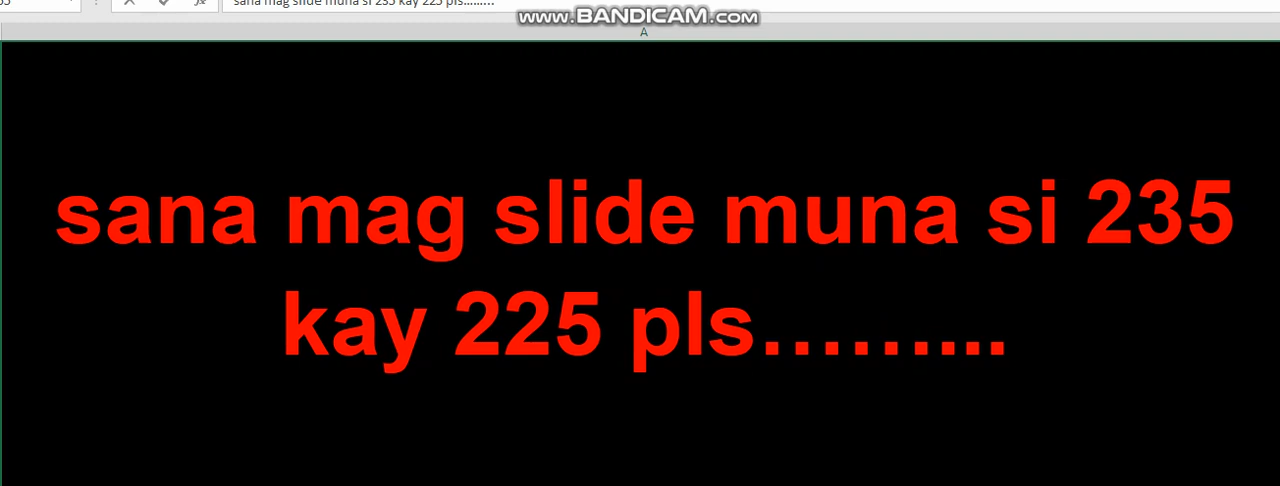 sana mag slide muna si 235 kay 225 pls………...
www.BANDICAM.com
A
sana mag slide muna si 235
kay 225 pls………...